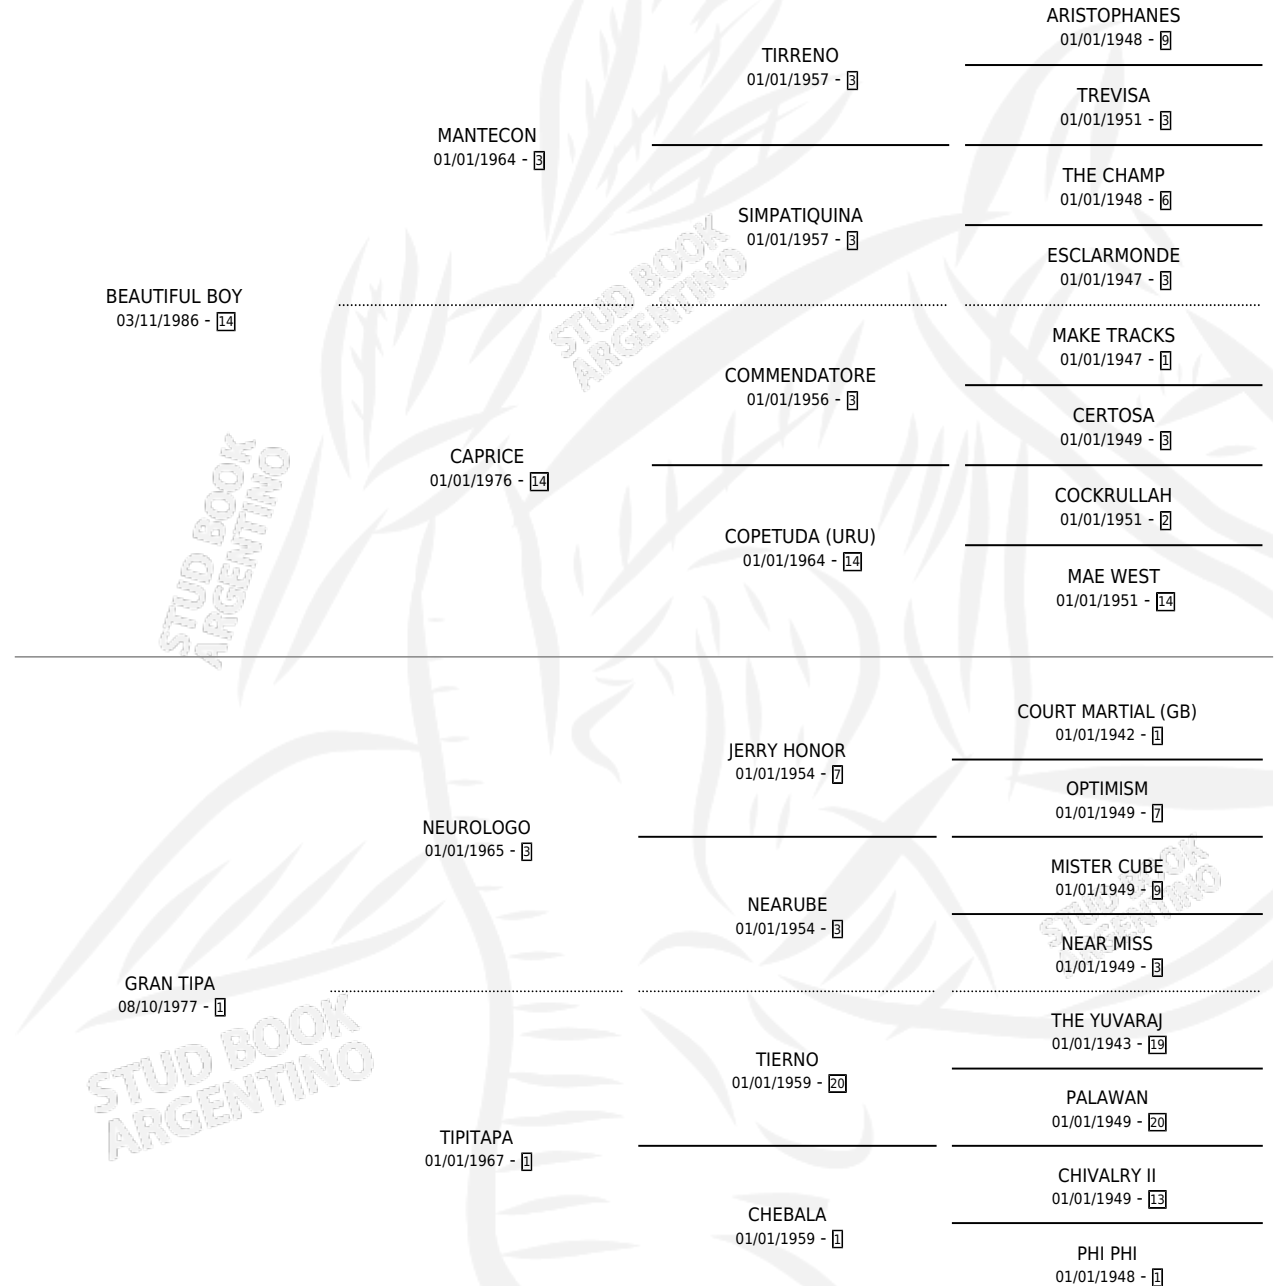 ARISTOPHANES
01/01/1948 - 9
TIRRENO
01/01/1957 - 3
TREVISA
01/01/1951 - 3
MANTECON
01/01/1964 - 3
THE CHAMP
01/01/1948 - 6
SIMPATIQUINA
01/01/1957 - 3
ESCLARMONDE
01/01/1947 - 3
BEAUTIFUL BOY
03/11/1986 - 14
MAKE TRACKS
01/01/1947 - 1
COMMENDATORE
01/01/1956 - 3
CERTOSA
01/01/1949 - 3
CAPRICE
01/01/1976 - 14
COCKRULLAH
01/01/1951 - 2
COPETUDA (URU)
01/01/1964 - 14
MAE WEST
01/01/1951 - 14
COURT MARTIAL (GB)
01/01/1942 - 1
JERRY HONOR
01/01/1954 - 7
OPTIMISM
01/01/1949 - 7
NEUROLOGO
01/01/1965 - 3
MISTER CUBE
01/01/1949 - 9
NEARUBE
01/01/1954 - 3
NEAR MISS
01/01/1949 - 3
GRAN TIPA
08/10/1977 - 1
THE YUVARAJ
01/01/1943 - 19
TIERNO
01/01/1959 - 20
PALAWAN
01/01/1949 - 20
TIPITAPA
01/01/1967 - 1
CHIVALRY II
01/01/1949 - 13
CHEBALA
01/01/1959 - 1
PHI PHI
01/01/1948 - 1
STUD BOOK
ARGENTINO
STUD BOOK
ARGENTINO
STUD BOOK
ARGENTINO
STUD BOOK
ARGENTINO